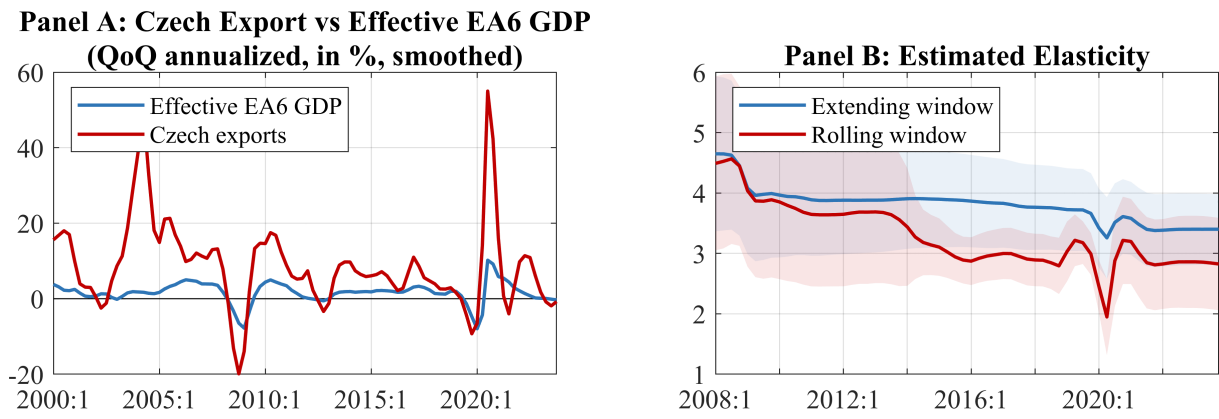 Panel A: Czech Export vs Effective EA6 GDP
(QoQ annualized, in %, smoothed)
60
40
20
0
-20
2000:1 2005:1 2010:1 2015:1 2020:1
Effective EA6 GDP
Czech exports
Panel B: Estimated Elasticity
6
5
4
3
2
1
2008:1 2012:1 2016:1 2020:1
Extending window
Rolling window